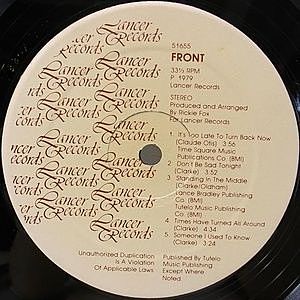 Lancer
Records
51655
FRONT
33⅓ RPM
P 1979
Lancer Records
STEREO
Produced and Arranged
By Rickie Fox
For Lancer Records
1. It's Too Late To Turn Back Now
(Claude Otis) 3:56
Time Square Music
Publications Co. (BMI)
2. Don't Be Sad Tonight
(Clarke) 3:51
3. Standing In The Middle
(Clarke/Oldham)
Lance Bradley Publishing
Co. (BMI) Tutelo Music
Publishing Co. (BMI)
4. Times Have Turned All Around
(Clarke) 4:34
5. Someone I Used To Know
(Clarke) 3:24
Unauthorized Duplication
Is A Violation
Of Applicable Laws
Published By Tutelo
Music Publishing
Except Where
Noted.